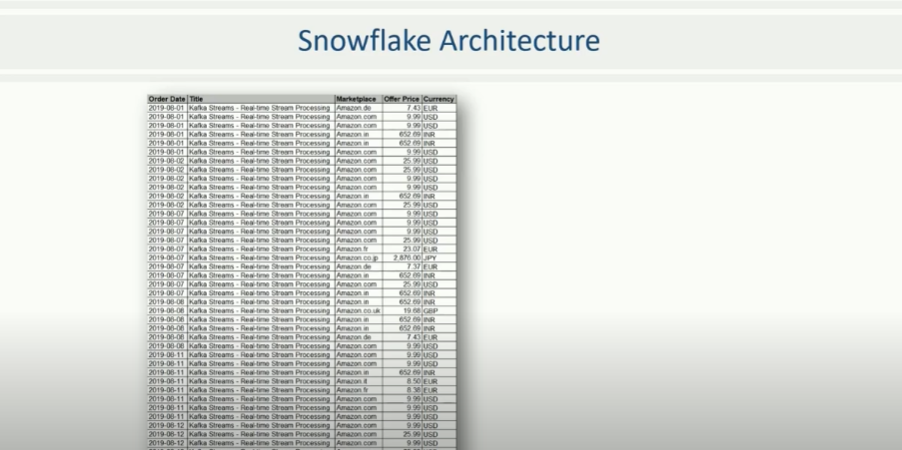 Snowflake Architecture
Order Date Title Marketplace Offer Price Currency
2019-08-01 Kafka Streams - Real-time Stream Processing Amazon.de 7.43 EUR
2019-08-01 Kafka Streams - Real-time Stream Processing Amazon.com 9.99 USD
2019-08-01 Kafka Streams - Real-time Stream Processing Amazon.com 9.99 USD
2019-08-01 Kafka Streams - Real-time Stream Processing Amazon.in 652.69 INR
2019-08-01 Kafka Streams - Real-time Stream Processing Amazon.in 652.69 INR
2019-08-01 Kafka Streams - Real-time Stream Processing Amazon.com 9.99 USD
2019-08-02 Kafka Streams - Real-time Stream Processing Amazon.com 25.99 USD
2019-08-02 Kafka Streams - Real-time Stream Processing Amazon.com 25.99 USD
2019-08-02 Kafka Streams - Real-time Stream Processing Amazon.com 9.99 USD
2019-08-02 Kafka Streams - Real-time Stream Processing Amazon.com 9.99 USD
2019-08-02 Kafka Streams - Real-time Stream Processing Amazon.in 652.69 INR
2019-08-02 Kafka Streams - Real-time Stream Processing Amazon.com 25.99 USD
2019-08-07 Kafka Streams - Real-time Stream Processing Amazon.com 9.99 USD
2019-08-07 Kafka Streams - Real-time Stream Processing Amazon.com 9.99 USD
2019-08-07 Kafka Streams - Real-time Stream Processing Amazon.com 9.99 USD
2019-08-07 Kafka Streams - Real-time Stream Processing Amazon.com 25.99 USD
2019-08-07 Kafka Streams - Real-time Stream Processing Amazon.fr 23.07 EUR
2019-08-07 Kafka Streams - Real-time Stream Processing Amazon.co.jp 2,876.00 JPY
2019-08-07 Kafka Streams - Real-time Stream Processing Amazon.de 7.37 EUR
2019-08-07 Kafka Streams - Real-time Stream Processing Amazon.in 652.69 INR
2019-08-07 Kafka Streams - Real-time Stream Processing Amazon.com 25.99 USD
2019-08-07 Kafka Streams - Real-time Stream Processing Amazon.in 652.69 INR
2019-08-08 Kafka Streams - Real-time Stream Processing Amazon.in 652.69 INR
2019-08-08 Kafka Streams - Real-time Stream Processing Amazon.co.uk 19.68 GBP
2019-08-08 Kafka Streams - Real-time Stream Processing Amazon.in 652.69 INR
2019-08-08 Kafka Streams - Real-time Stream Processing Amazon.in 652.69 INR
2019-08-08 Kafka Streams - Real-time Stream Processing Amazon.de 7.43 EUR
2019-08-08 Kafka Streams - Real-time Stream Processing Amazon.com 9.99 USD
2019-08-11 Kafka Streams - Real-time Stream Processing Amazon.com 9.99 USD
2019-08-11 Kafka Streams - Real-time Stream Processing Amazon.com 9.99 USD
2019-08-11 Kafka Streams - Real-time Stream Processing Amazon.in 652.69 INR
2019-08-11 Kafka Streams - Real-time Stream Processing Amazon.it 8.50 EUR
2019-08-11 Kafka Streams - Real-time Stream Processing Amazon.fr 8.38 EUR
2019-08-11 Kafka Streams - Real-time Stream Processing Amazon.com 9.99 USD
2019-08-11 Kafka Streams - Real-time Stream Processing Amazon.com 9.99 USD
2019-08-11 Kafka Streams - Real-time Stream Processing Amazon.com 9.99 USD
2019-08-12 Kafka Streams - Real-time Stream Processing Amazon.com 9.99 USD
2019-08-12 Kafka Streams - Real-time Stream Processing Amazon.com 25.99 USD
2019-08-12 Kafka Streams - Real-time Stream Processing Amazon.com 9.99 USD